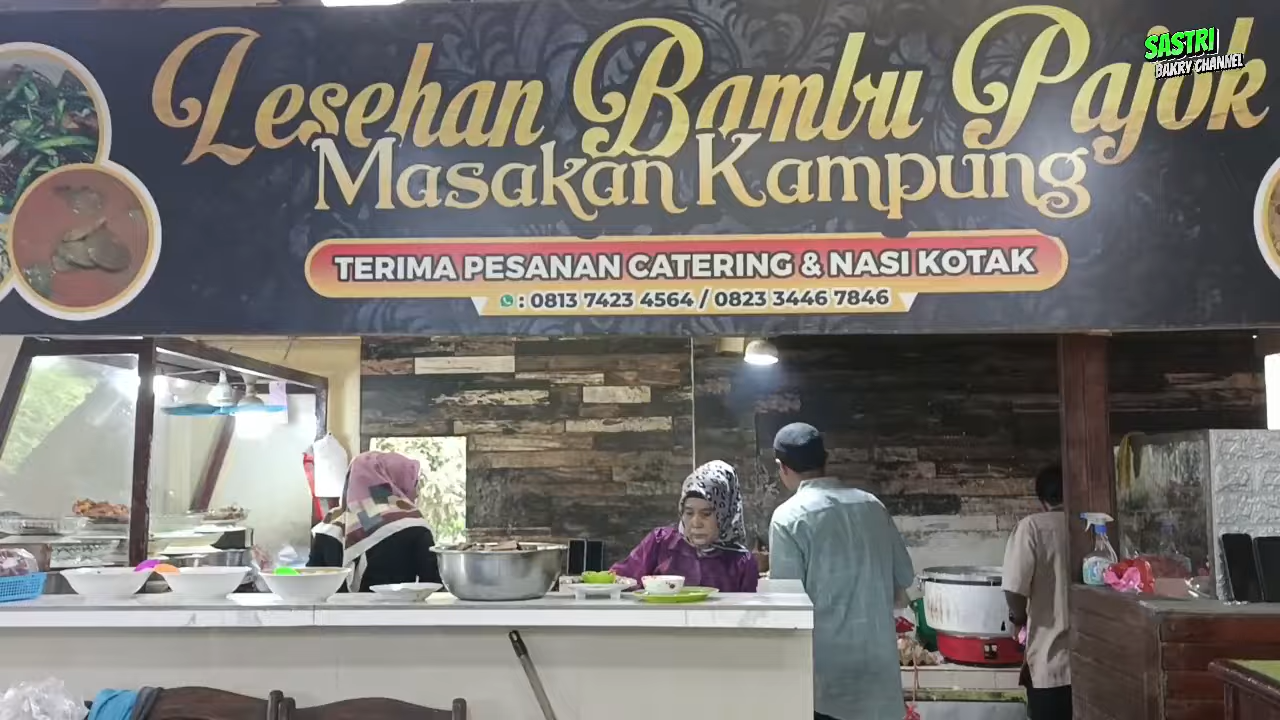 SASTRI
BAKRY CHANNEL
Lesehan Bambu Pajok
Masakan Kampung
TERIMA PESANAN CATERING & NASI KOTAK
: 0813 7423 4564 / 0823 3446 7846